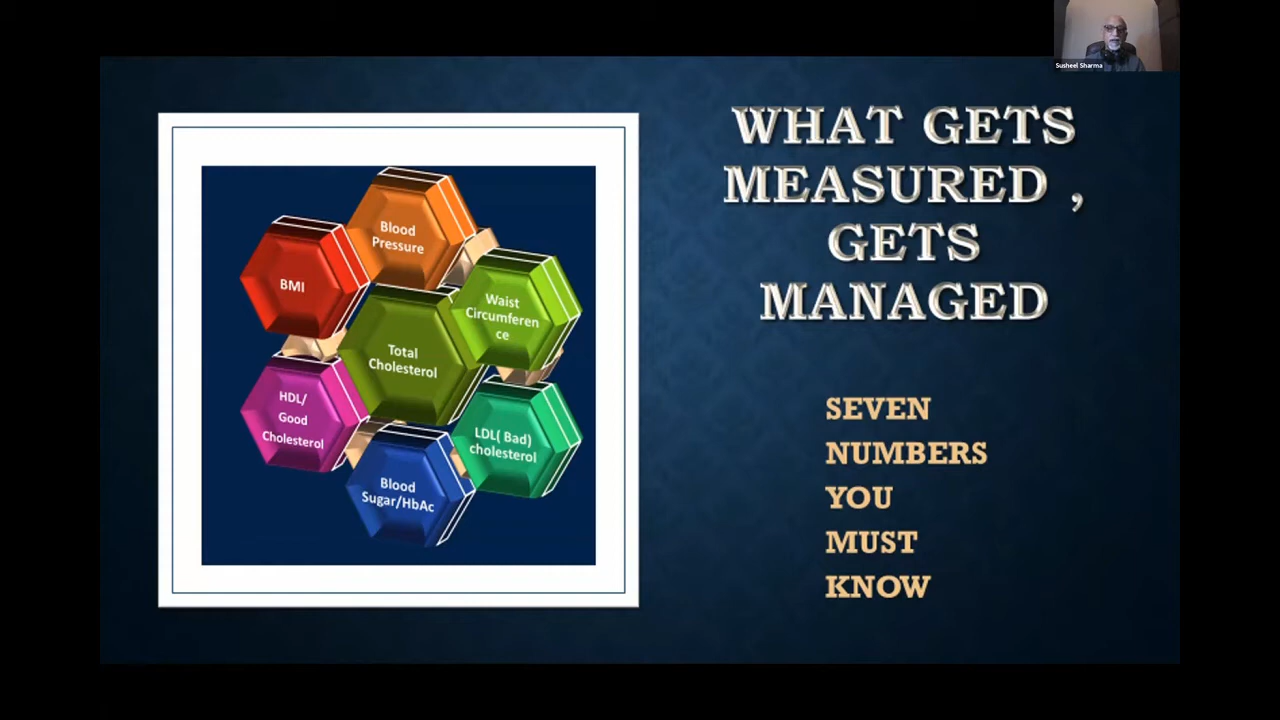 Susheel Sharma
WHAT GETS
MEASURED ,
GETS
MANAGED
Blood
Pressure
BMI
Waist
Circumferen
ce
Total
Cholesterol
HDL/
Good
Cholesterol
LDL( Bad)
cholesterol
Blood
Sugar/HbAc
SEVEN
NUMBERS
YOU
MUST
KNOW